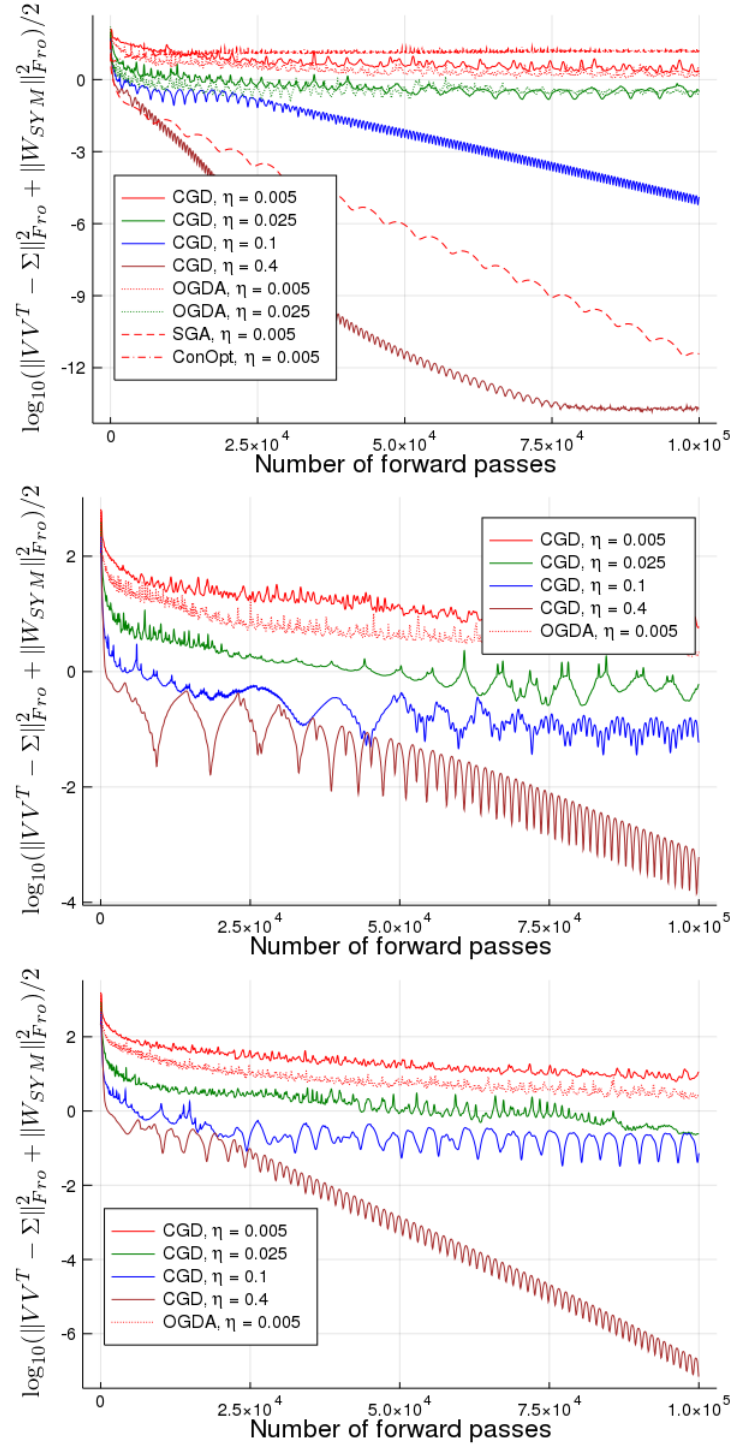 log₁₀(||VVᵀ − Σ||²_Fro + ||W_SYM||²_Fro)/2
0
-3
-6
-9
-12
CGD, η = 0.005
CGD, η = 0.025
CGD, η = 0.1
CGD, η = 0.4
OGDA, η = 0.005
OGDA, η = 0.025
SGA, η = 0.005
ConOpt, η = 0.005
0 2.5×10⁴ 5.0×10⁴ 7.5×10⁴ 1.0×10⁵
Number of forward passes
log₁₀(||VVᵀ − Σ||²_Fro + ||W_SYM||²_Fro)/2
2
0
-2
-4
CGD, η = 0.005
CGD, η = 0.025
CGD, η = 0.1
CGD, η = 0.4
OGDA, η = 0.005
0 2.5×10⁴ 5.0×10⁴ 7.5×10⁴ 1.0×10⁵
Number of forward passes
log₁₀(||VVᵀ − Σ||²_Fro + ||W_SYM||²_Fro)/2
2
0
-2
-4
-6
CGD, η = 0.005
CGD, η = 0.025
CGD, η = 0.1
CGD, η = 0.4
OGDA, η = 0.005
0 2.5×10⁴ 5.0×10⁴ 7.5×10⁴ 1.0×10⁵
Number of forward passes